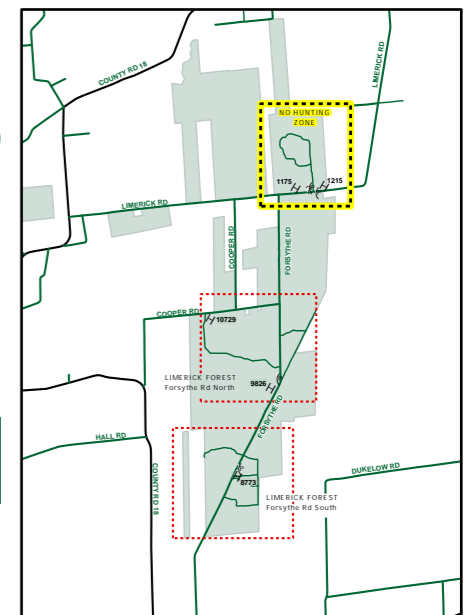 COUNTY RD 18
LIMERICK RD
NO HUNTING
ZONE
1175
1215
LIMERICK RD
COOPER RD
FORSYTHE RD
COOPER RD
10729
LIMERICK FOREST
Forsythe Rd North
9826
FORSYTHE RD
HALL RD
COUNTY RD 18
8773
DUKELOW RD
LIMERICK FOREST
Forsythe Rd South